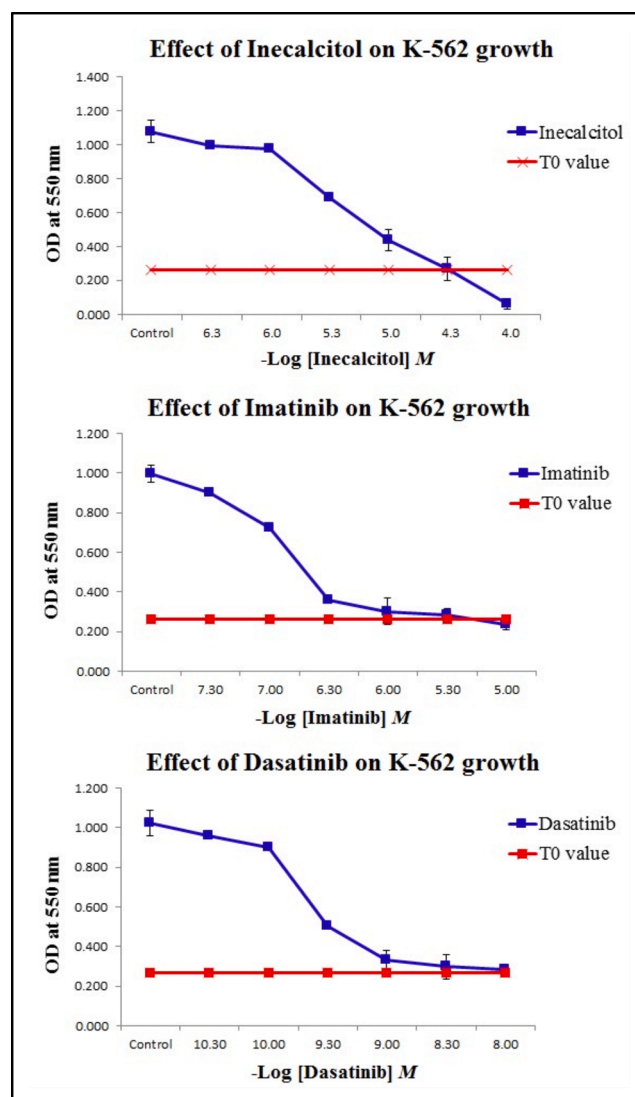 Effect of Inecalcitol on K-562 growth
1.400
1.200
1.000
0.800
0.600
0.400
0.200
0.000
OD at 550 nm
Inecalcitol
T0 value
Control 6.3 6.0 5.3 5.0 4.3 4.0
-Log [Inecalcitol] M
Effect of Imatinib on K-562 growth
1.200
1.000
0.800
0.600
0.400
0.200
0.000
OD at 550 nm
Imatinib
T0 value
Control 7.30 7.00 6.30 6.00 5.30 5.00
-Log [Imatinib] M
Effect of Dasatinib on K-562 growth
1.200
1.000
0.800
0.600
0.400
0.200
0.000
OD at 550 nm
Dasatinib
T0 value
Control 10.30 10.00 9.30 9.00 8.30 8.00
-Log [Dasatinib] M